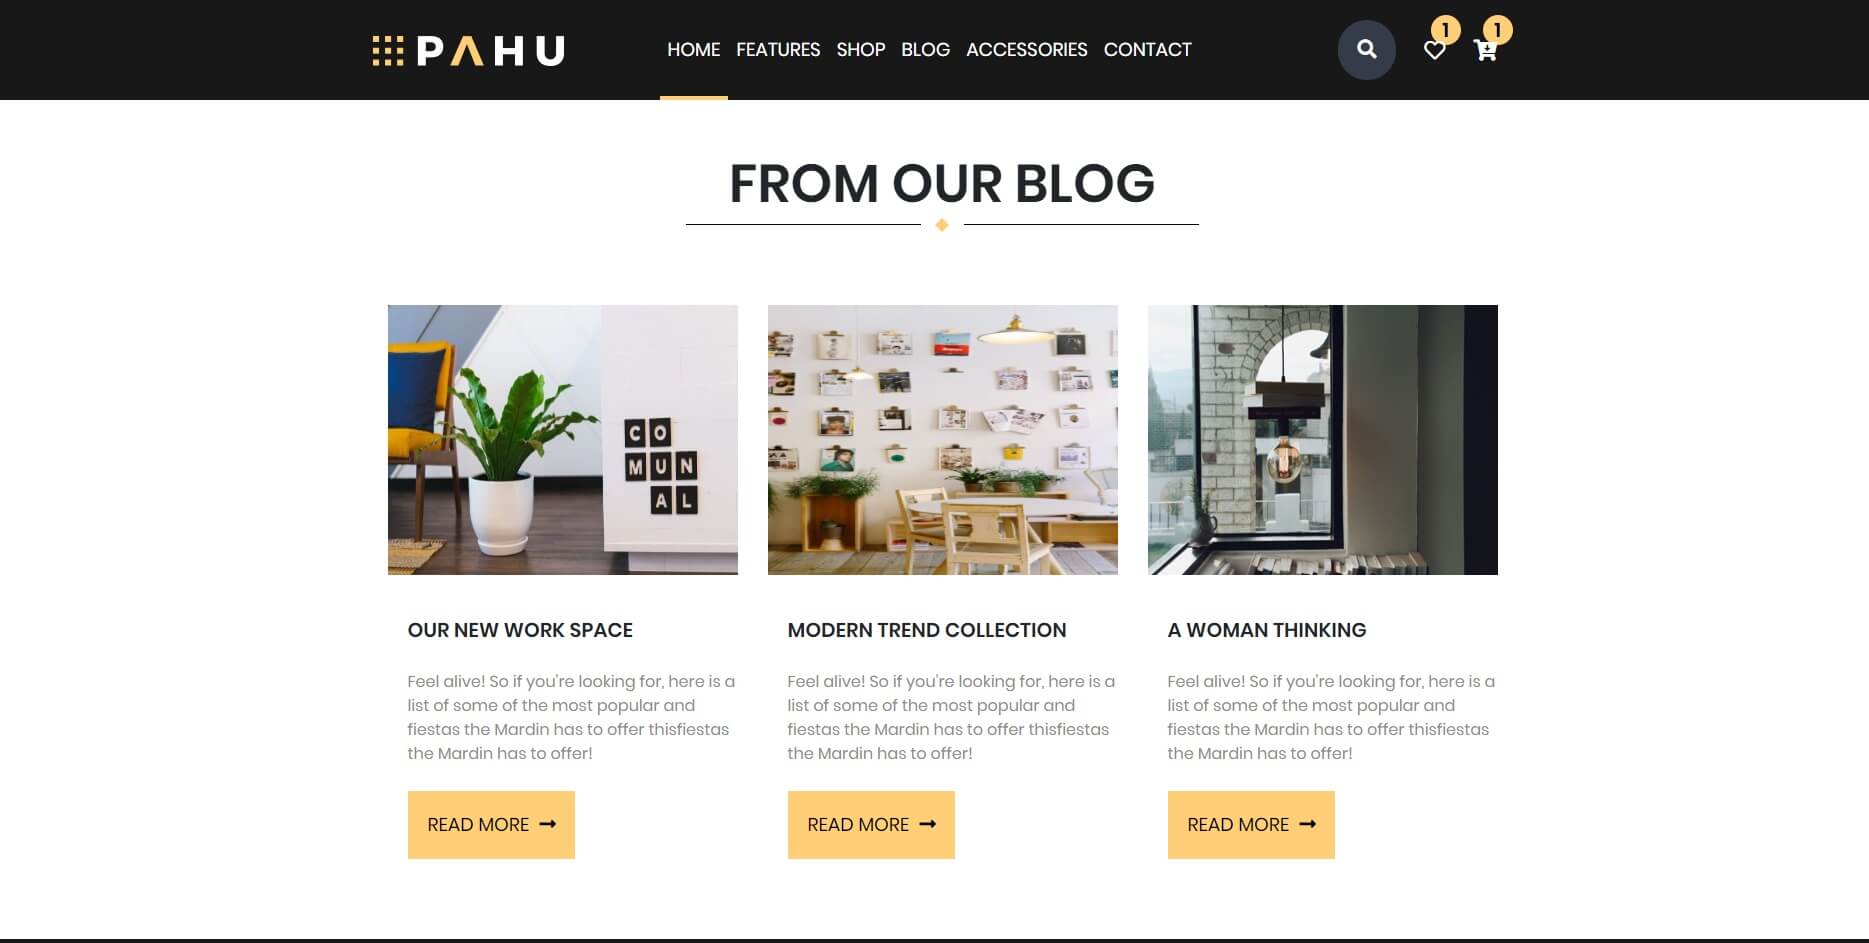 PAHU
HOME FEATURES SHOP BLOG ACCESSORIES CONTACT
1 1
FROM OUR BLOG
CO
MUN
AL
OUR NEW WORK SPACE
Feel alive! So if you're looking for, here is a
list of some of the most popular and
fiestas the Mardin has to offer thisfiestas
the Mardin has to offer!
READ MORE
MODERN TREND COLLECTION
Feel alive! So if you're looking for, here is a
list of some of the most popular and
fiestas the Mardin has to offer thisfiestas
the Mardin has to offer!
READ MORE
A WOMAN THINKING
Feel alive! So if you're looking for, here is a
list of some of the most popular and
fiestas the Mardin has to offer thisfiestas
the Mardin has to offer!
READ MORE